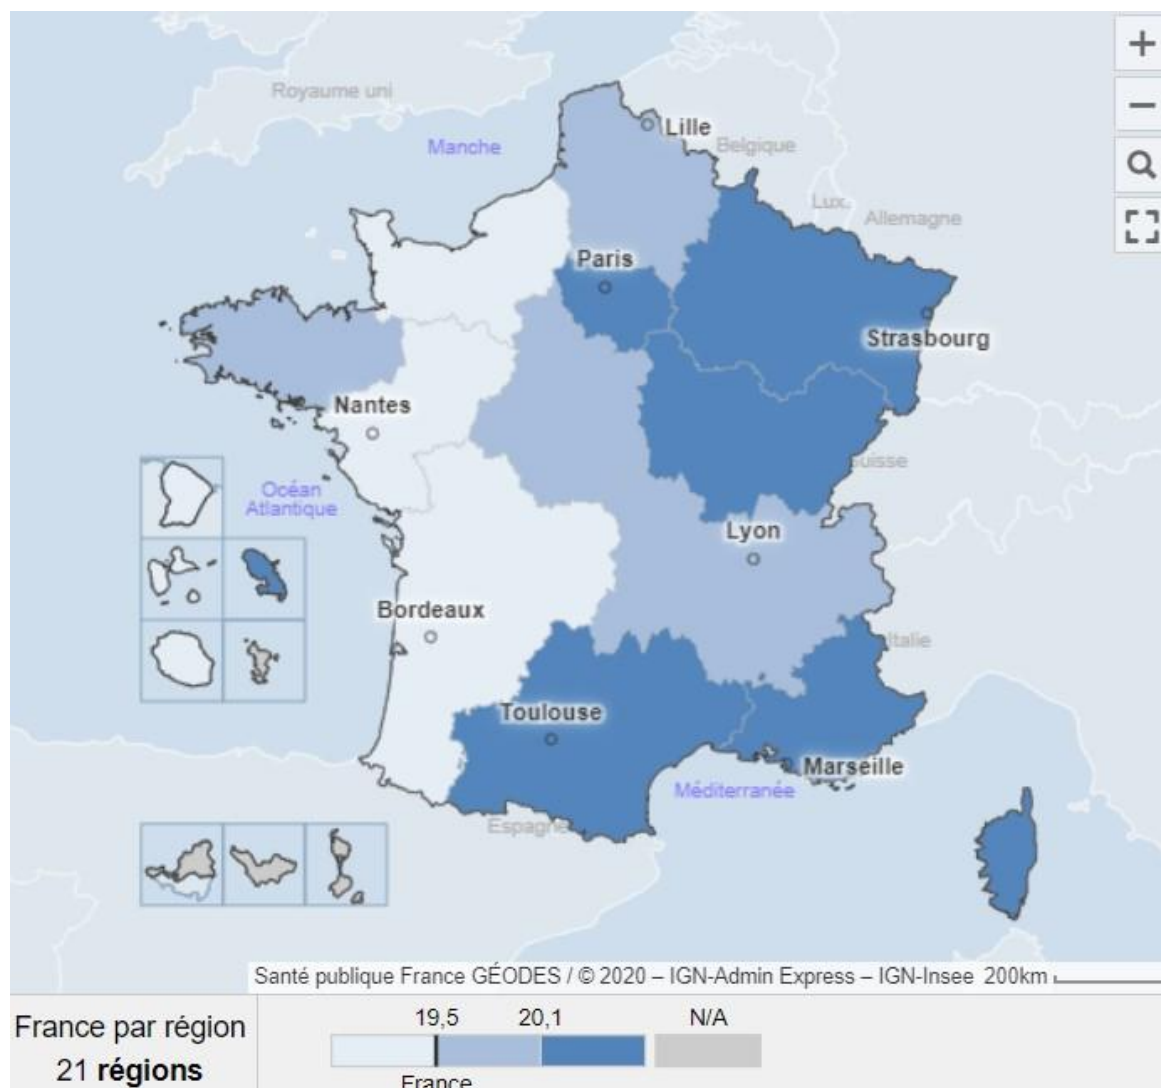 Royaume uni
Manche
Lille
Belgique
Lux.
Allemagne
Paris
Strasbourg
Nantes
Suisse
Océan
Atlantique
Lyon
Bordeaux
Italie
Toulouse
Marseille
Méditerranée
Espagne
Santé publique France GÉODES / © 2020 – IGN-Admin Express – IGN-Insee 200km
France par région
21 régions
19,5 20,1 N/A
France